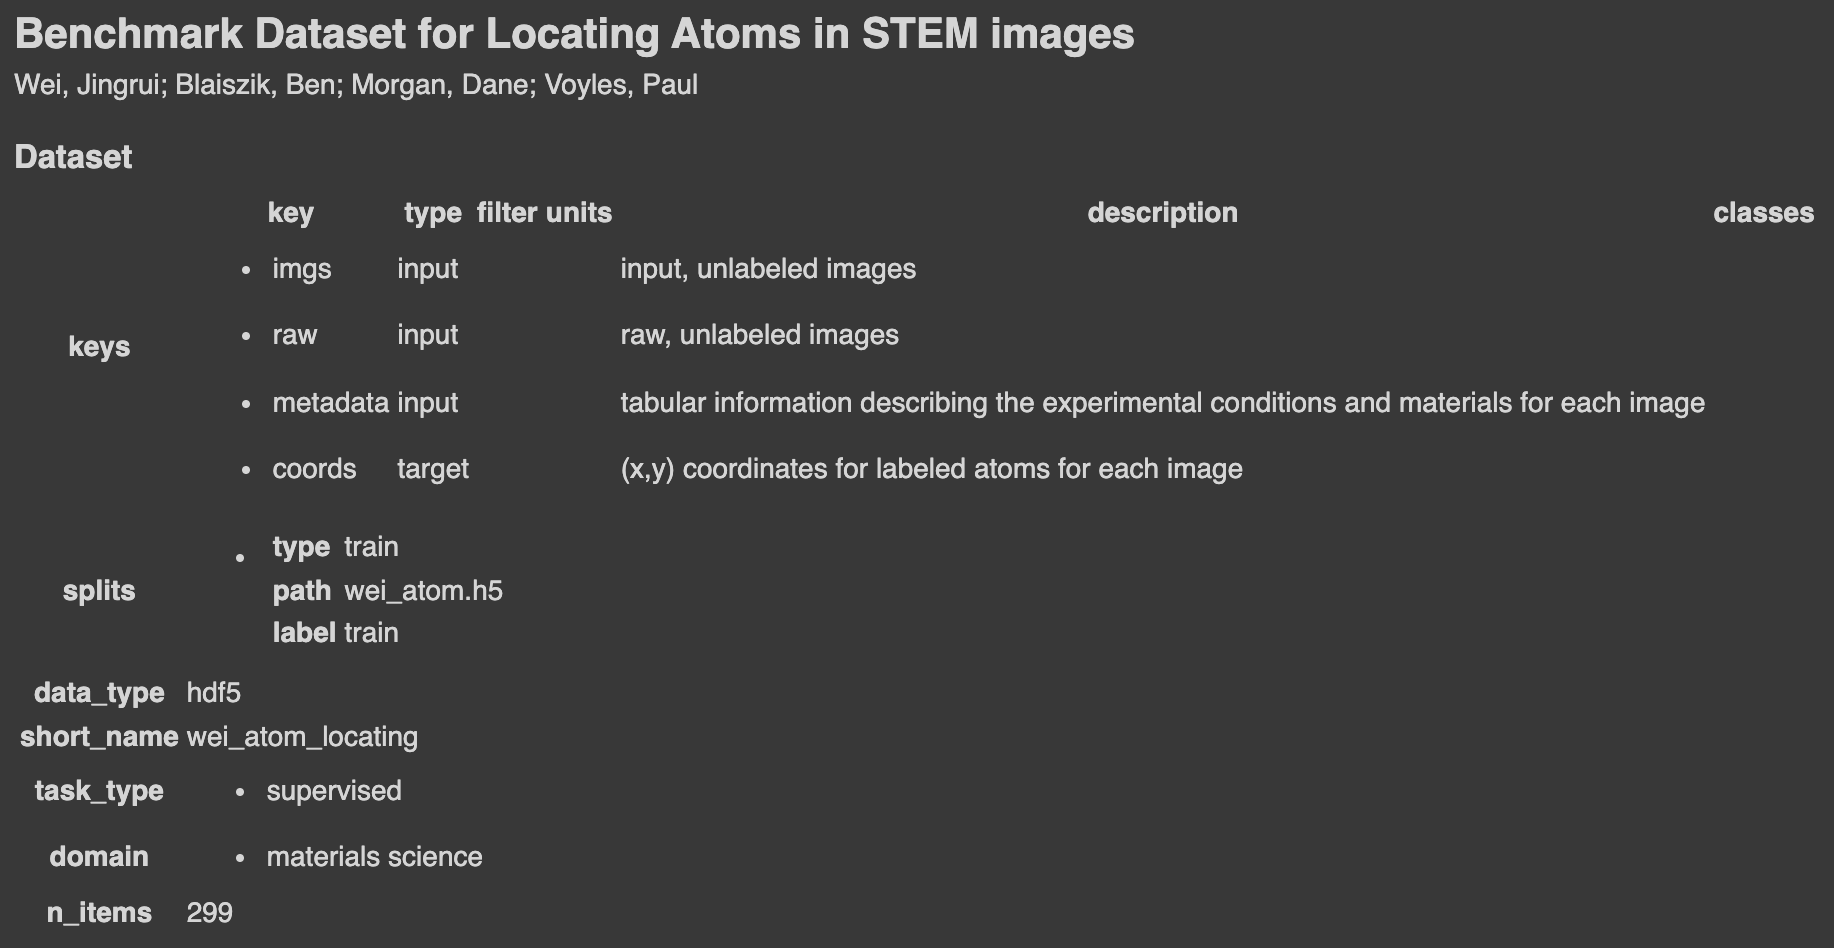 Benchmark Dataset for Locating Atoms in STEM images
Wei, Jingrui; Blaiszik, Ben; Morgan, Dane; Voyles, Paul
Dataset
key type filter units description classes
• imgs input input, unlabeled images
• raw input raw, unlabeled images
keys
• metadata input tabular information describing the experimental conditions and materials for each image
• coords target (x,y) coordinates for labeled atoms for each image
• type train
splits path wei_atom.h5
label train
data_type hdf5
short_name wei_atom_locating
task_type • supervised
domain • materials science
n_items 299